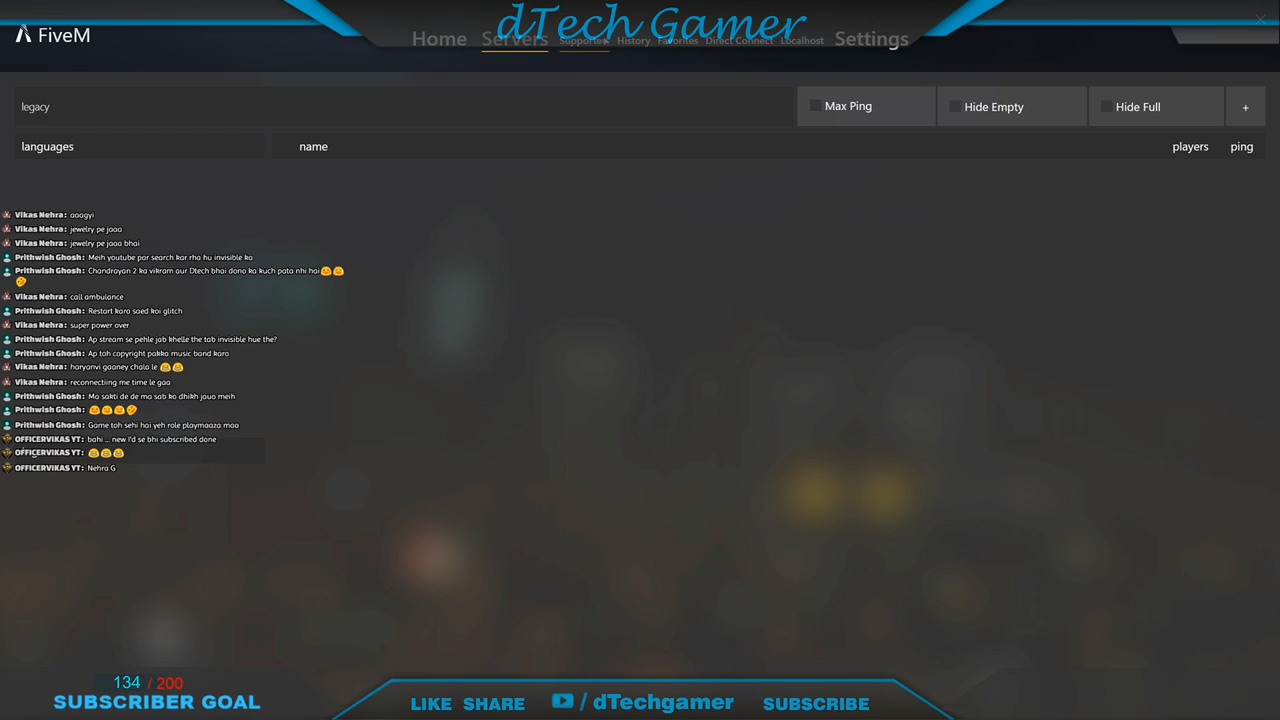 dTech Gamer
FiveM
Home Servers Supporters History Favorites Direct Connect Localhost Settings
legacy
Max Ping
Hide Empty
Hide Full
+
languages
name
players
ping
Vikas Nehra: aaagyi
Vikas Nehra: jewelry pe jaaa
Vikas Nehra: jewelry pe jaaa bhai
Prithwish Ghosh: Meih youtube par search kar rha hu invisible ka
Prithwish Ghosh: Chandrayan 2 ka vikram aur Dtech bhai dono ka kuch pata nhi hai
Vikas Nehra: call ambulance
Prithwish Ghosh: Restart karo saed koi glitch
Vikas Nehra: super power over
Prithwish Ghosh: Ap stream se pehle jab khelle the tab invisible hue the?
Prithwish Ghosh: Ap toh copyright pakka music band karo
Vikas Nehra: haryanvi gaaney chala le
Vikas Nehra: reconnectiing me time le gaa
Prithwish Ghosh: Ma sakti de de ma sab ko dhikh jauo meih
Prithwish Ghosh:
Prithwish Ghosh: Game toh sehi hai yeh role playmaaza maa
OFFICERVIKAS YT: bahi ... new I'd se bhi subscribed done
OFFICERVIKAS YT:
OFFICERVIKAS YT: Nehra G
134 / 200
SUBSCRIBER GOAL
LIKE SHARE
/ dTechgamer
SUBSCRIBE